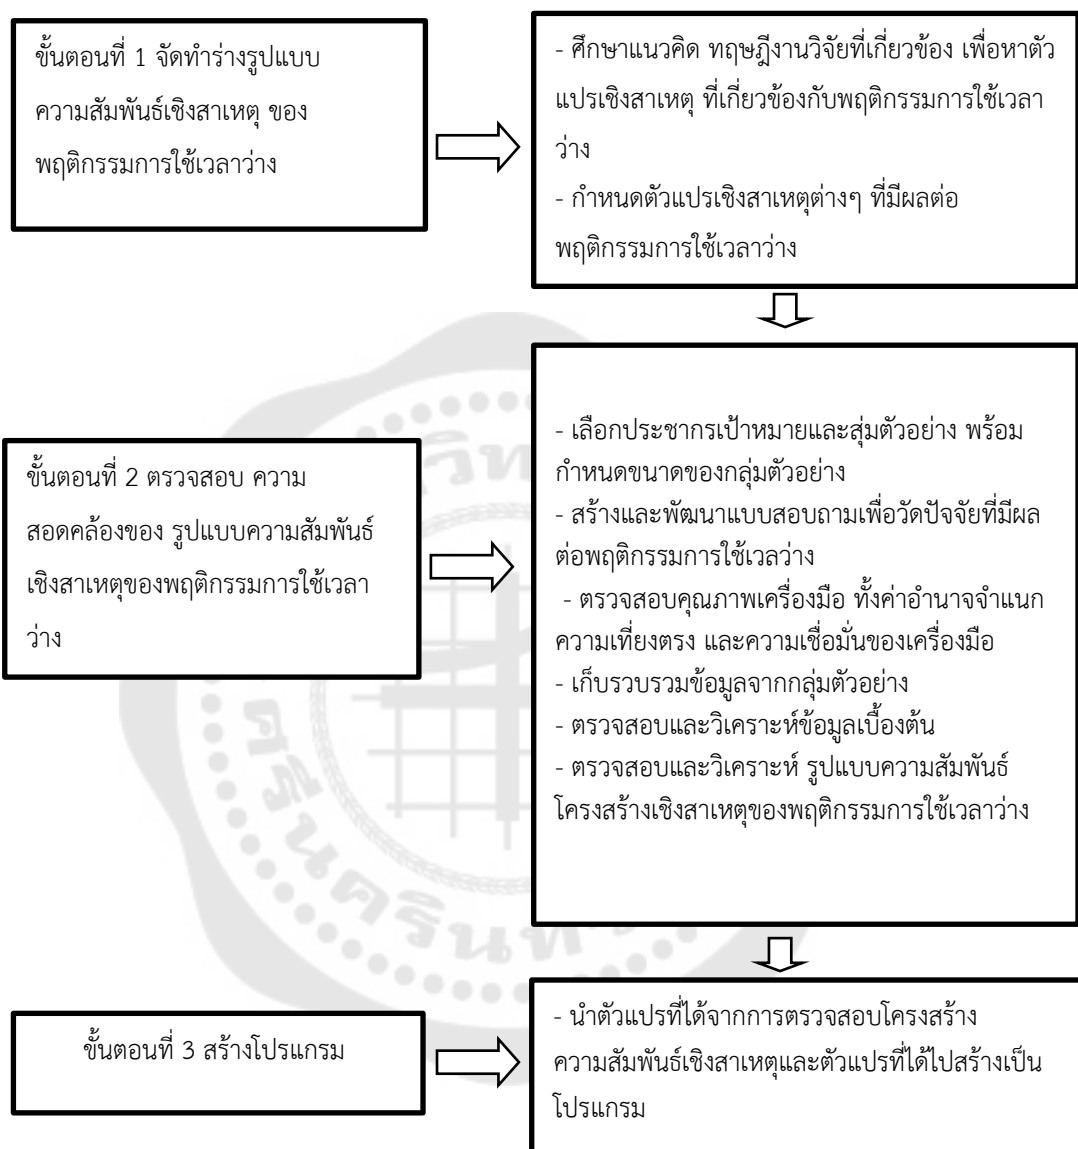 ขั้นตอนที่ 1 จัดทำร่างรูปแบบ
ความสัมพันธ์เชิงสาเหตุ ของ
พฤติกรรมการใช้เวลาว่าง
- ศึกษาแนวคิด ทฤษฎีงานวิจัยที่เกี่ยวข้อง เพื่อหาตัว
แปรเชิงสาเหตุ ที่เกี่ยวข้องกับพฤติกรรมการใช้เวลา
ว่าง
- กำหนดตัวแปรเชิงสาเหตุต่างๆ ที่มีผลต่อ
พฤติกรรมการใช้เวลาว่าง
ขั้นตอนที่ 2 ตรวจสอบ ความ
สอดคล้องของ รูปแบบความสัมพันธ์
เชิงสาเหตุของพฤติกรรมการใช้เวลา
ว่าง
- เลือกประชากรเป้าหมายและสุ่มตัวอย่าง พร้อม
กำหนดขนาดของกลุ่มตัวอย่าง
- สร้างและพัฒนาแบบสอบถามเพื่อวัดปัจจัยที่มีผล
ต่อพฤติกรรมการใช้เวลว่าง
- ตรวจสอบคุณภาพเครื่องมือ ทั้งค่าอำนาจจำแนก
ความเที่ยงตรง และความเชื่อมั่นของเครื่องมือ
- เก็บรวบรวมข้อมูลจากกลุ่มตัวอย่าง
- ตรวจสอบและวิเคราะห์ข้อมูลเบื้องต้น
- ตรวจสอบและวิเคราะห์ รูปแบบความสัมพันธ์
โครงสร้างเชิงสาเหตุของพฤติกรรมการใช้เวลาว่าง
ขั้นตอนที่ 3 สร้างโปรแกรม
- นำตัวแปรที่ได้จากการตรวจสอบโครงสร้าง
ความสัมพันธ์เชิงสาเหตุและตัวแปรที่ได้ไปสร้างเป็น
โปรแกรม